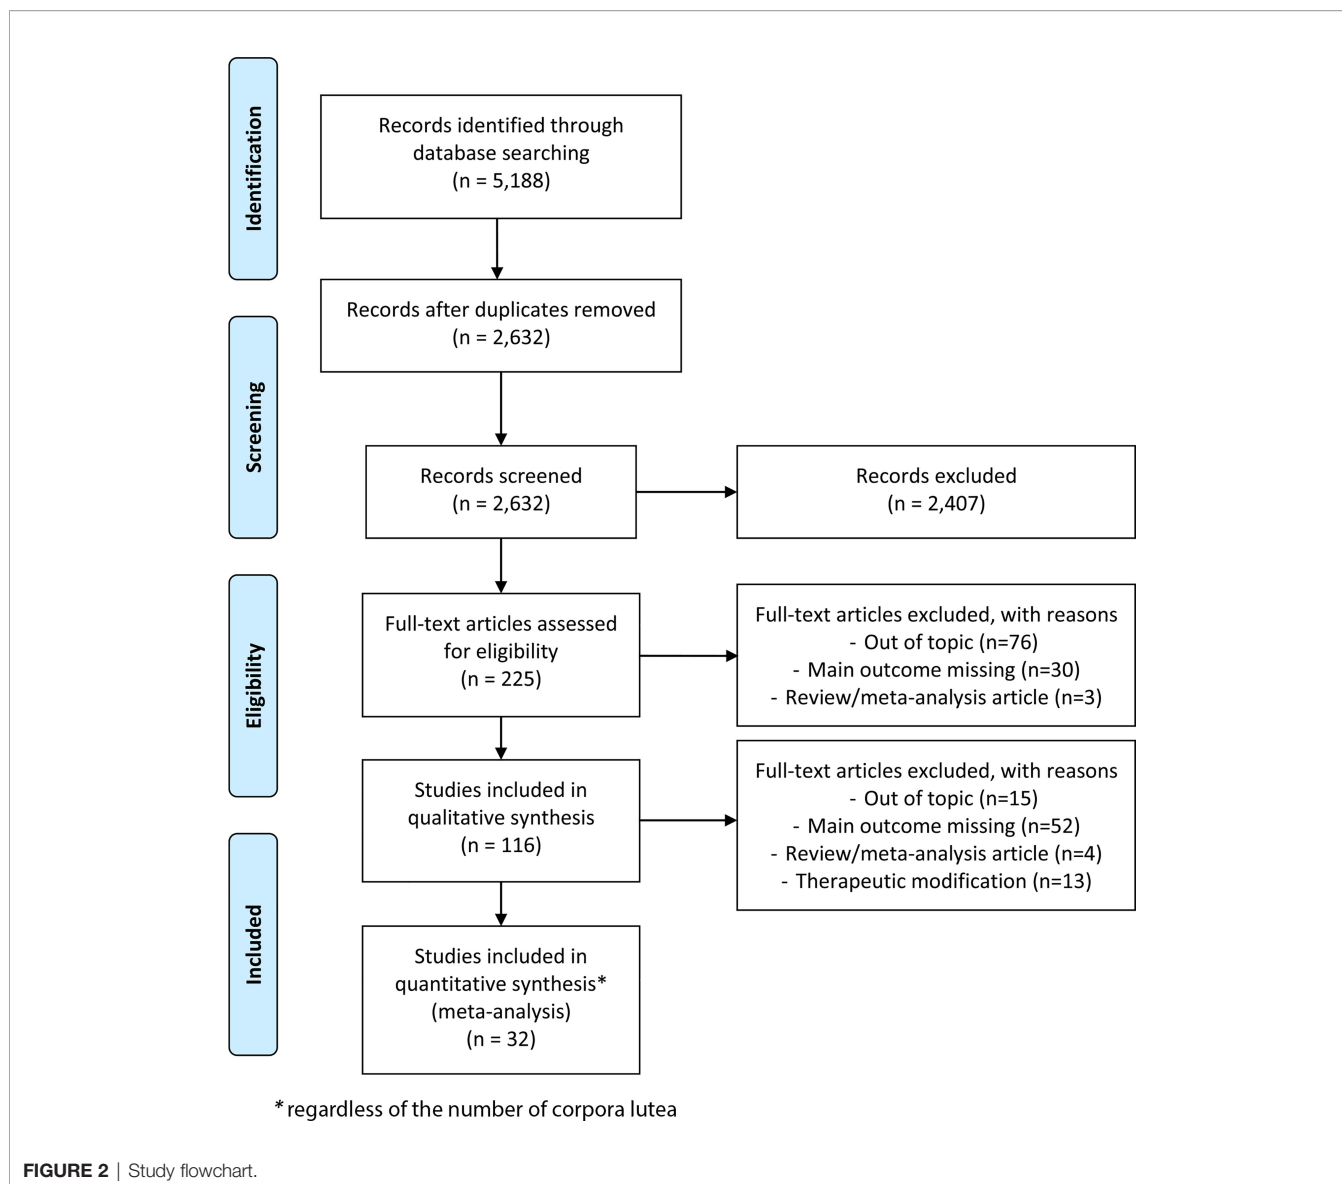 Identification
Records identified through
database searching
(n = 5,188)
Records after duplicates removed
(n = 2,632)
Screening
Records screened
(n = 2,632)
Records excluded
(n = 2,407)
Eligibility
Full-text articles assessed
for eligibility
(n = 225)
Full-text articles excluded, with reasons
- Out of topic (n=76)
- Main outcome missing (n=30)
- Review/meta-analysis article (n=3)
Studies included in
qualitative synthesis
(n = 116)
Full-text articles excluded, with reasons
- Out of topic (n=15)
- Main outcome missing (n=52)
- Review/meta-analysis article (n=4)
- Therapeutic modification (n=13)
Included
Studies included in
quantitative synthesis*
(meta-analysis)
(n = 32)
* regardless of the number of corpora lutea
FIGURE 2 | Study flowchart.